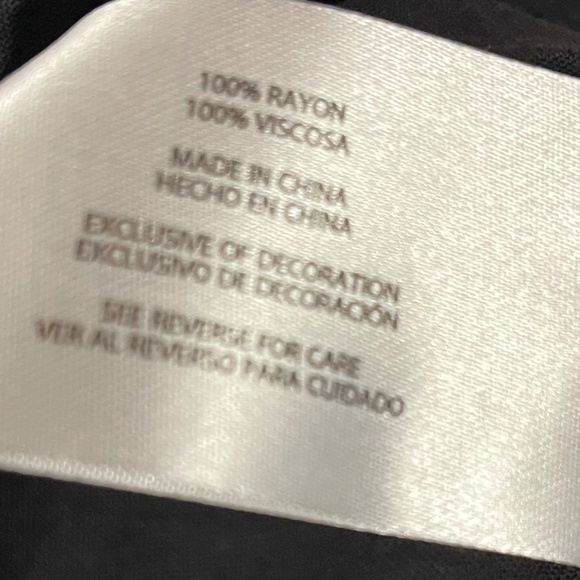 100% RAYON
100% VISCOSA
MADE IN CHINA
HECHO EN CHINA
EXCLUSIVE OF DECORATION
EXCLUSIVO DE DECORACIÓN
SEE REVERSE FOR CARE
VER AL REVERSO PARA CUIDADO